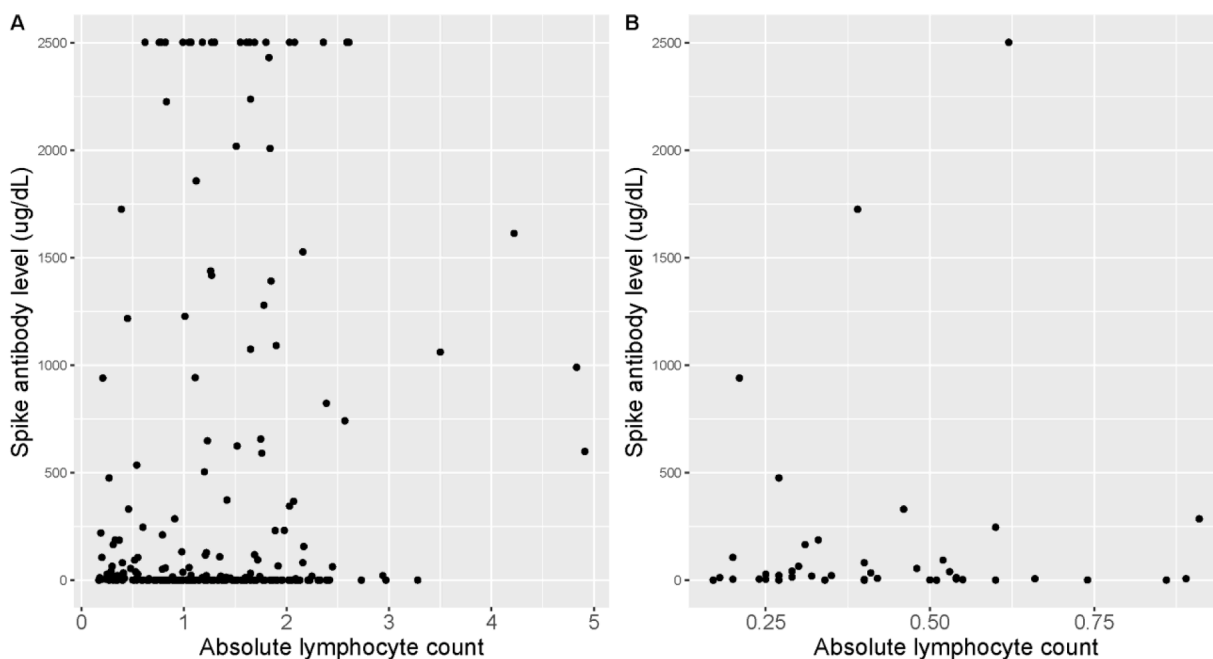 A
Spike antibody level (ug/dL)
2500
2000
1500
1000
500
0
0 1 2 3 4 5
Absolute lymphocyte count
B
Spike antibody level (ug/dL)
2500
2000
1500
1000
500
0
0.25 0.50 0.75
Absolute lymphocyte count